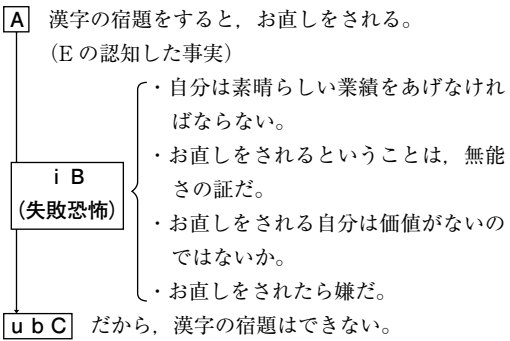 A 漢字の宿題をすると，お直しをされる。
（E の認知した事実）
・自分は素晴らしい業績をあげなけれ
ばならない。
・お直しをされるということは，無能
さの証だ。
i B
(失敗恐怖)
・お直しをされる自分は価値がないの
ではないか。
・お直しをされたら嫌だ。
u b C だから，漢字の宿題はできない。